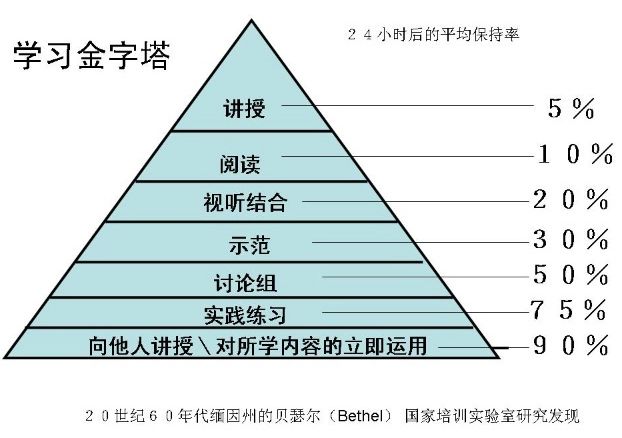 学习金字塔
２４小时后的平均保持率
讲授 ５％
阅读 １０％
视听结合 ２０％
示范 ３０％
讨论组 ５０％
实践练习 ７５％
向他人讲授＼对所学内容的立即运用 ９０％
２０世纪６０年代缅因州的贝瑟尔（Bethel） 国家培训实验室研究发现